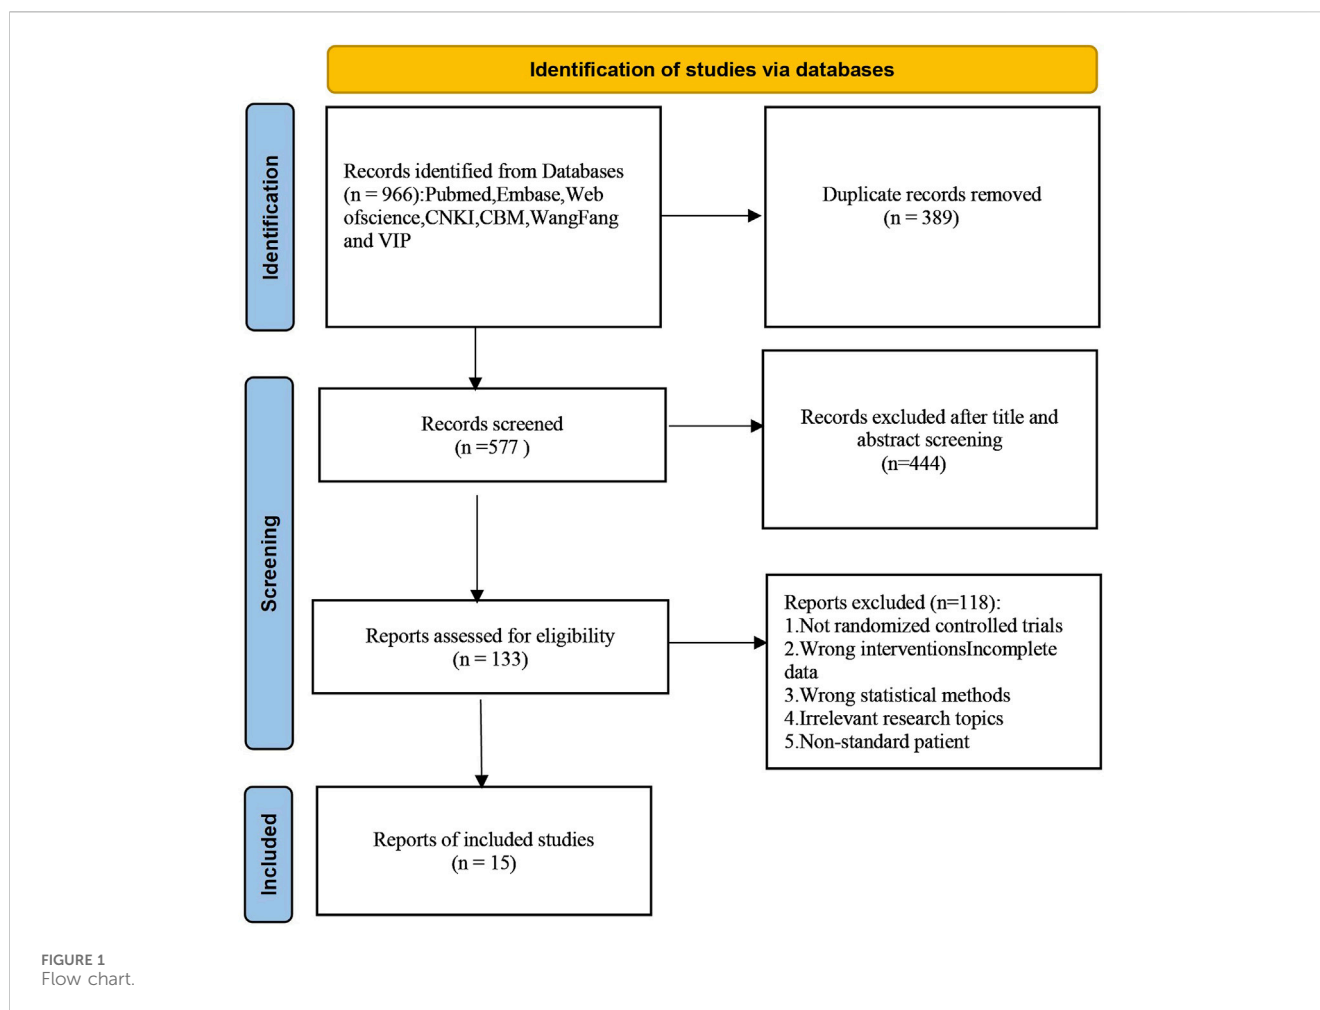 Identification of studies via databases
Identification
Records identified from Databases
(n = 966):Pubmed,Embase,Web
ofscience,CNKI,CBM,WangFang
and VIP
Duplicate records removed
(n = 389)
Screening
Records screened
(n =577 )
Records excluded after title and
abstract screening
(n=444)
Reports assessed for eligibility
(n = 133)
Reports excluded (n=118):
1.Not randomized controlled trials
2.Wrong interventionsIncomplete
data
3.Wrong statistical methods
4.Irrelevant research topics
5.Non-standard patient
Included
Reports of included studies
(n = 15)
FIGURE 1
Flow chart.